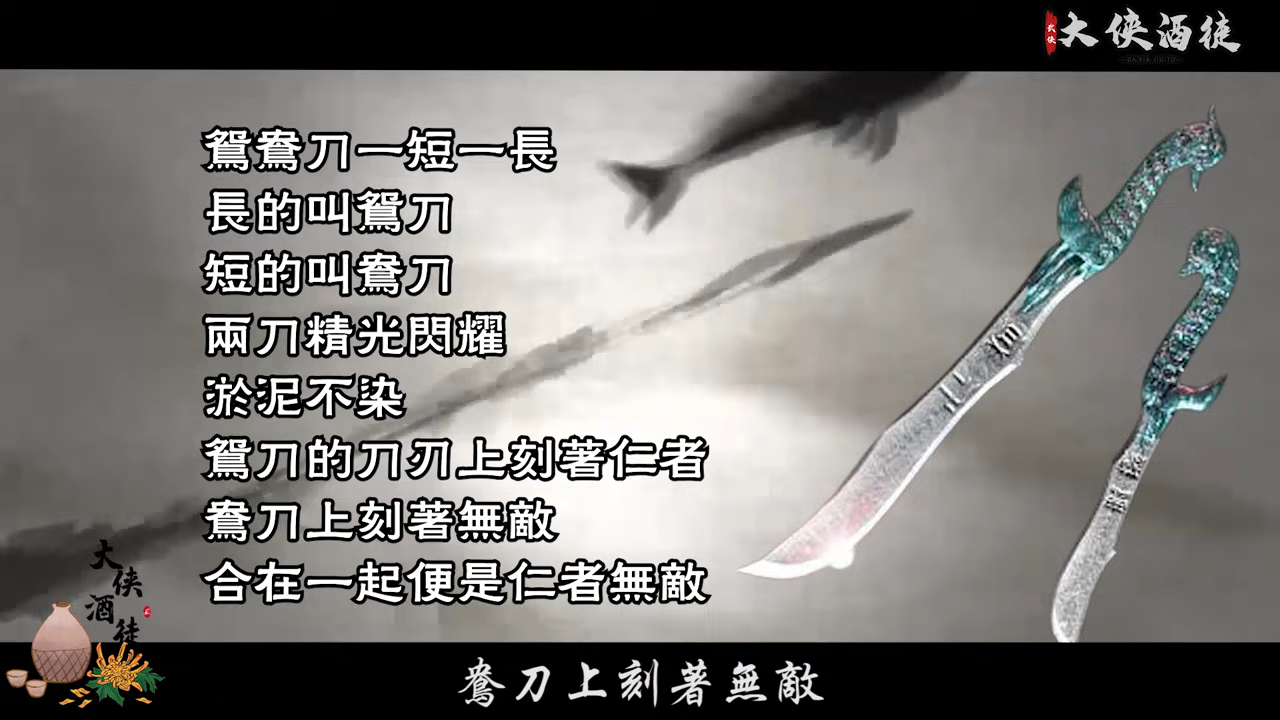 武俠
大俠酒徒
鴛鴦刀一短一長
長的叫鴛刀
短的叫鴦刀
兩刀精光閃耀
淤泥不染
鴛刀的刀刃上刻著仁者
鴦刀上刻著無敵
合在一起便是仁者無敵
大俠酒徒
鴦刀上刻著無敵